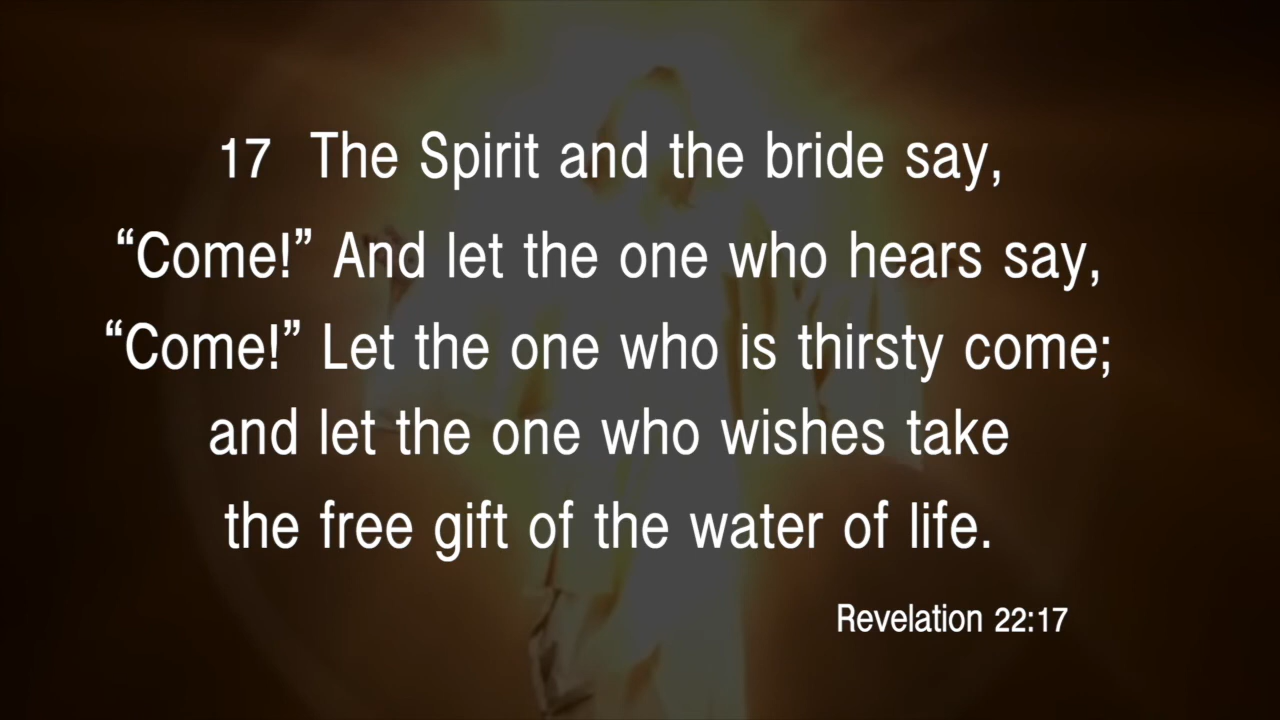 17 The Spirit and the bride say,
“Come!” And let the one who hears say,
“Come!” Let the one who is thirsty come;
and let the one who wishes take
the free gift of the water of life.
Revelation 22:17